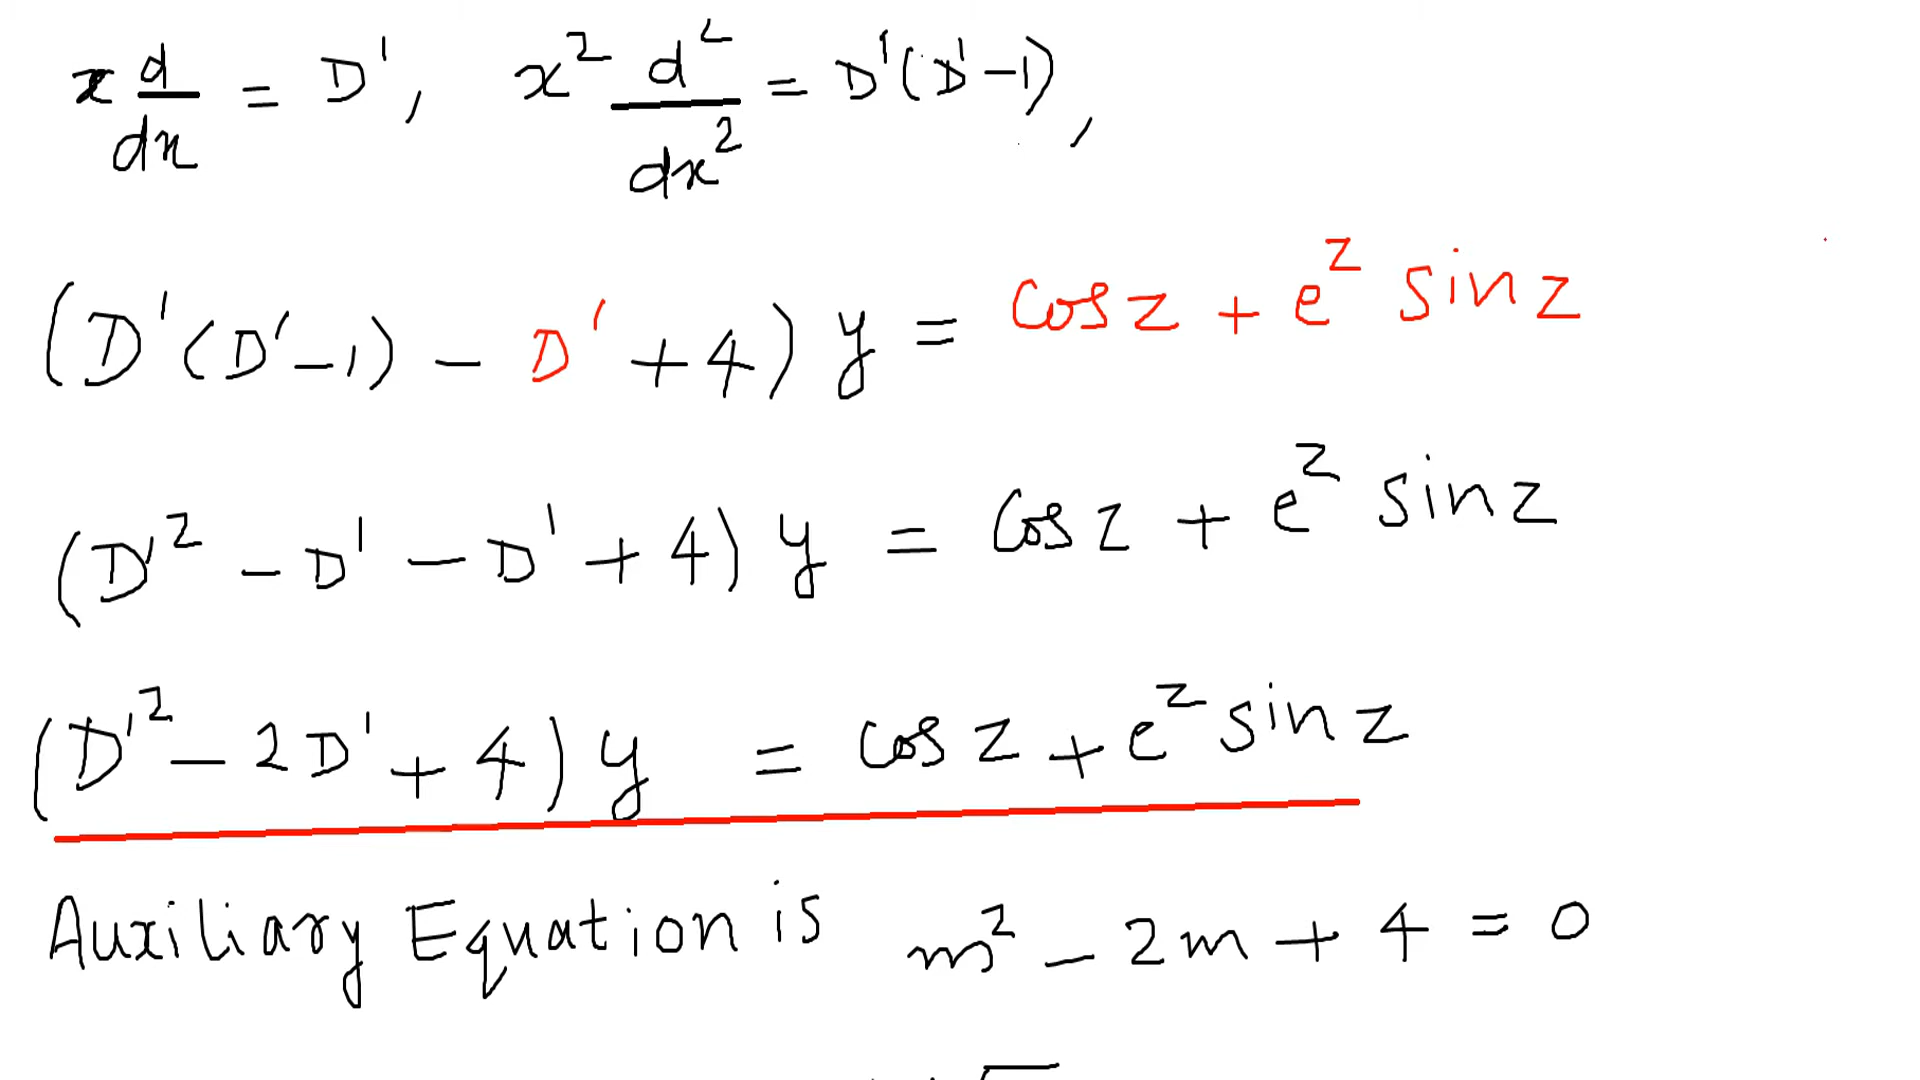 x d/dx = D', x² d²/dx² = D'(D'-1),
(D'(D'-1) - D' + 4) y = cos z + e^z sin z
(D'² - D' - D' + 4) y = cos z + e^z sin z
(D'² - 2D' + 4) y = cos z + e^z sin z
Auxiliary Equation is m² - 2m + 4 = 0